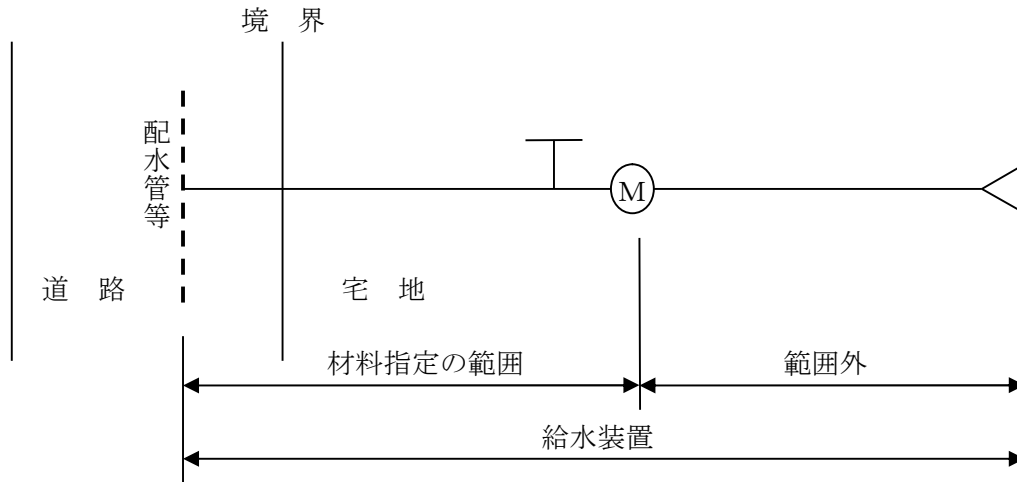 境 界
配水管等
M
道 路
宅 地
材料指定の範囲
範囲外
給水装置